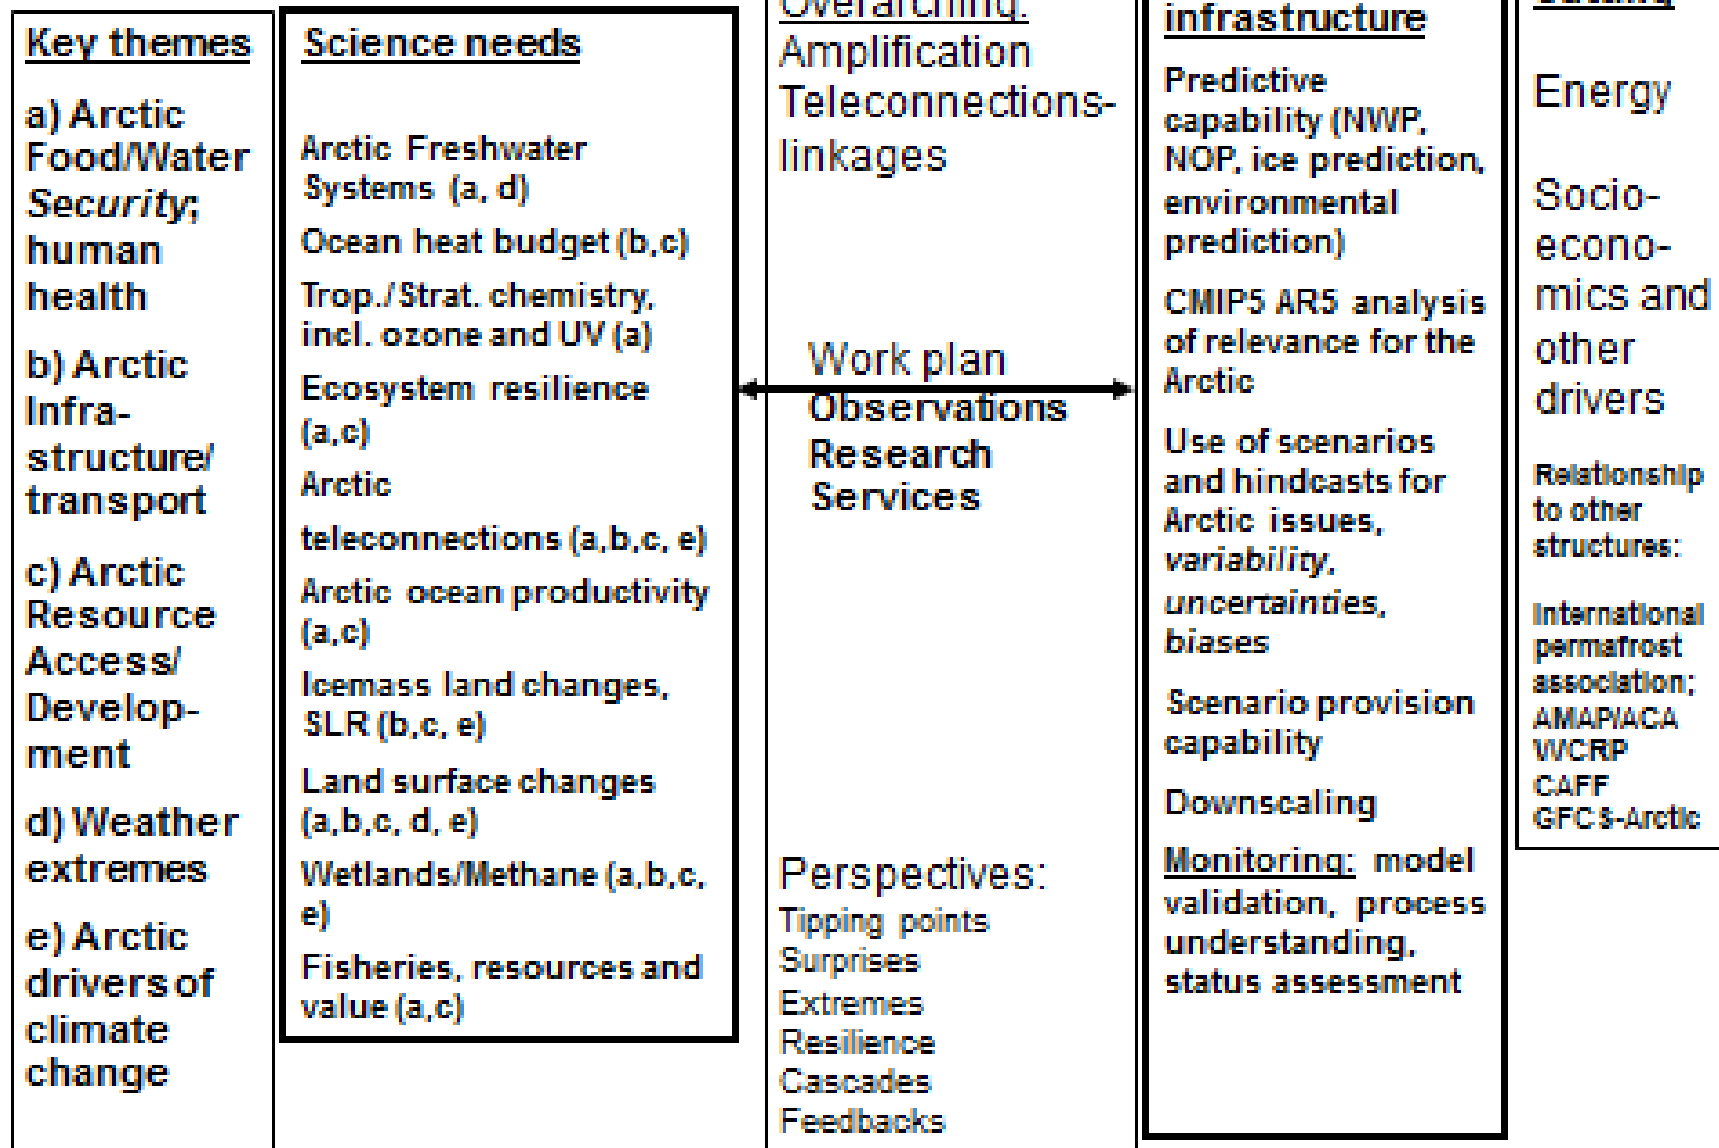 Key themes
a) Arctic
Food/Water
Security;
human
health
b) Arctic
Infra-
structure/
transport
c) Arctic
Resource
Access/
Develop-
ment
d) Weather
extremes
e) Arctic
drivers of
climate
change
Science needs
Arctic Freshwater
Systems (a, d)
Ocean heat budget (b,c)
Trop./Strat. chemistry,
incl. ozone and UV (a)
Ecosystem resilience
(a,c)
Arctic
teleconnections (a,b,c, e)
Arctic ocean productivity
(a,c)
Icemass land changes,
SLR (b,c, e)
Land surface changes
(a,b,c, d, e)
Wetlands/Methane (a,b,c,
e)
Fisheries, resources and
value (a,c)
Overarching:
Amplification
Teleconnections-
linkages
Work plan
Observations
Research
Services
Perspectives:
Tipping points
Surprises
Extremes
Resilience
Cascades
Feedbacks
infrastructure
Predictive
capability (NWP,
NOP, ice prediction,
environmental
prediction)
CMIP5 AR5 analysis
of relevance for the
Arctic
Use of scenarios
and hindcasts for
Arctic issues,
variability,
uncertainties,
biases
Scenario provision
capability
Downscaling
Monitoring: model
validation, process
understanding,
status assessment
Energy
Socio-
econo-
mics and
other
drivers
Relationship
to other
structures:
International
permafrost
association;
AMAP/ACA
WCRP
CAFF
GFCS-Arctic